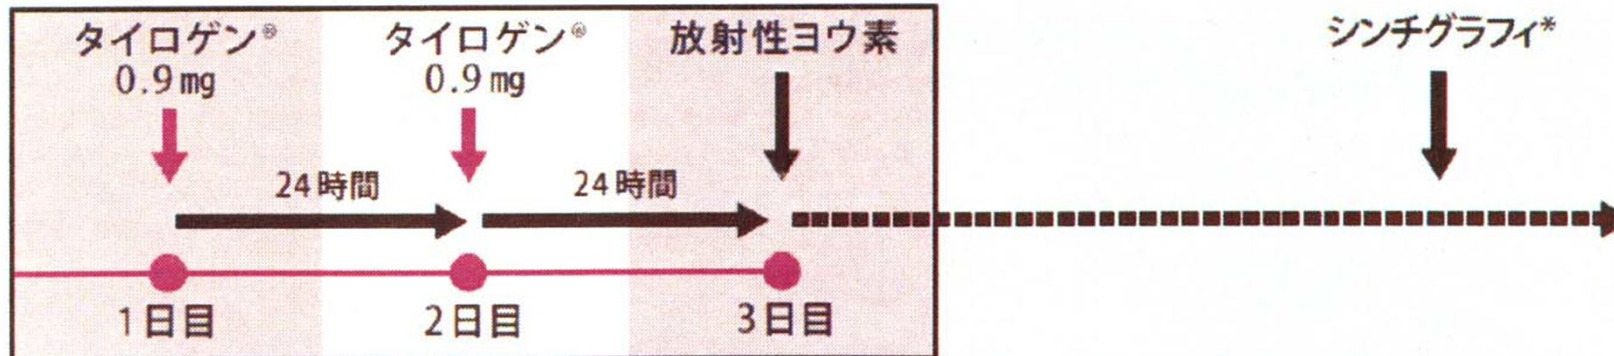 タイロゲン®
0.9mg
タイロゲン®
0.9mg
放射性ヨウ素
シンチグラフィ*
24時間
24時間
1日目
2日目
3日目